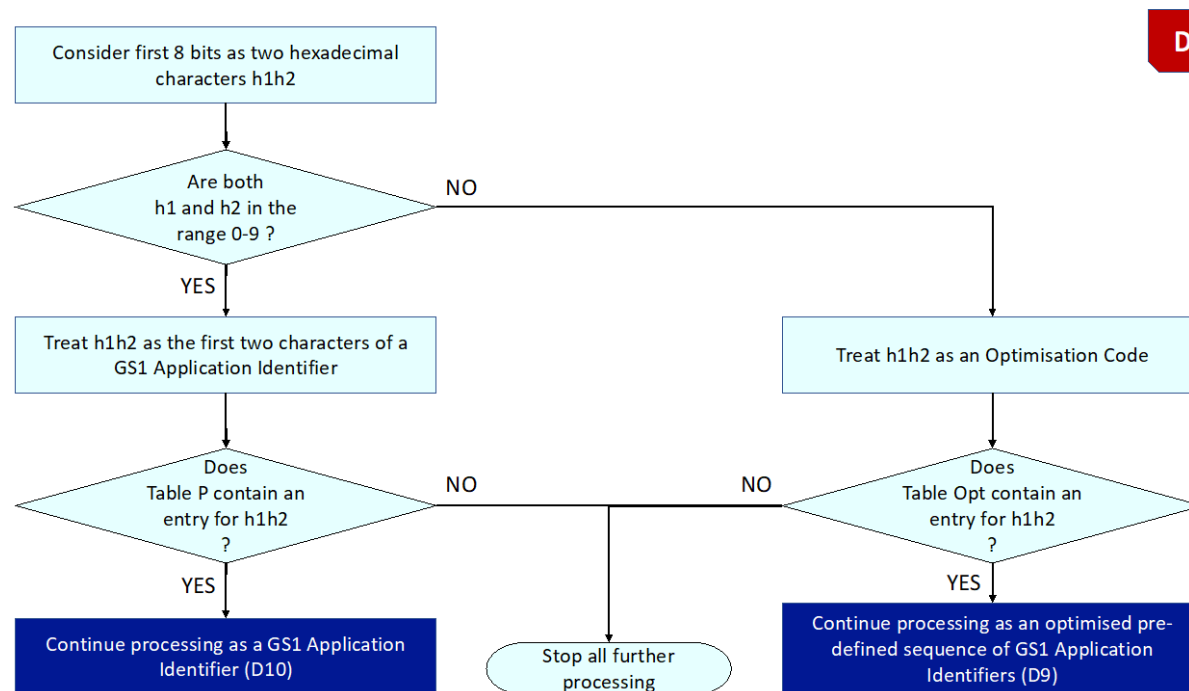 Consider first 8 bits as two hexadecimal
characters h1h2
D
Are both
h1 and h2 in the
range 0-9 ?
NO
YES
Treat h1h2 as the first two characters of a
GS1 Application Identifier
Treat h1h2 as an Optimisation Code
Does
Table P contain an
entry for h1h2
?
NO
NO
Does
Table Opt contain an
entry for h1h2
?
YES
YES
Continue processing as a GS1 Application
Identifier (D10)
Stop all further
processing
Continue processing as an optimised pre-
defined sequence of GS1 Application
Identifiers (D9)